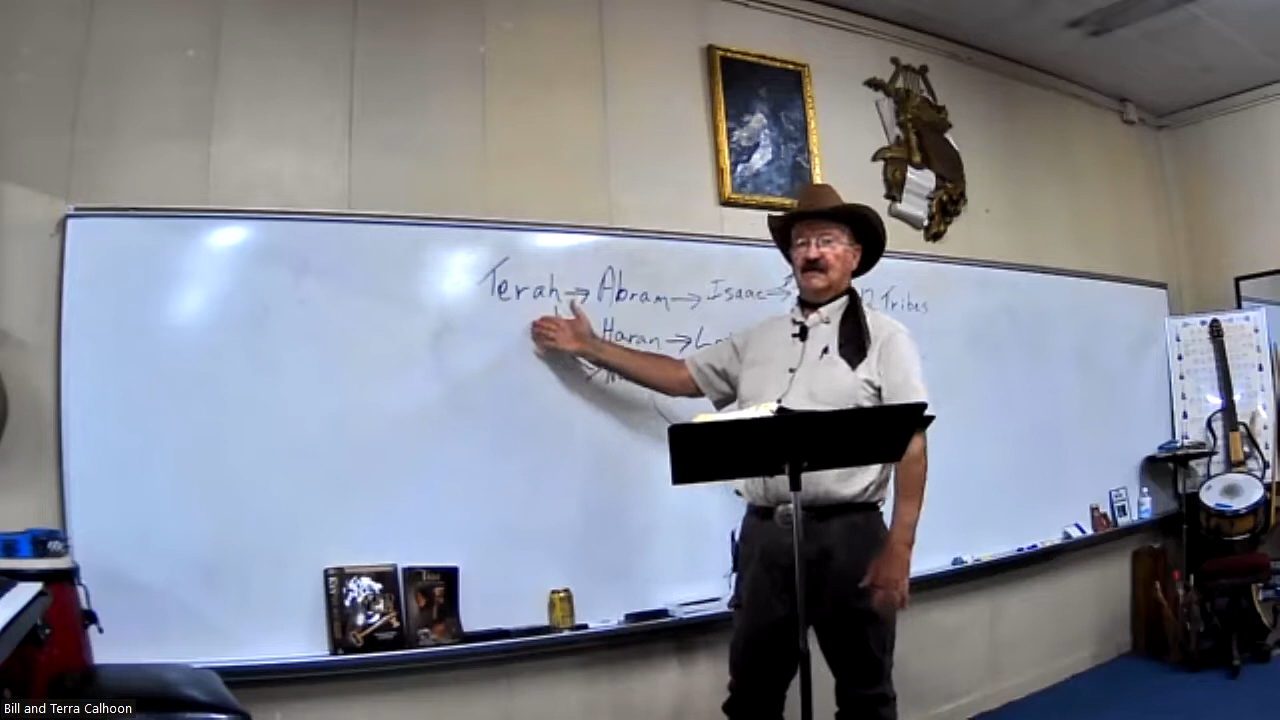 Terah → Abram → Isaac → 12 Tribes
Haran →
Bill and Terra Calhoon